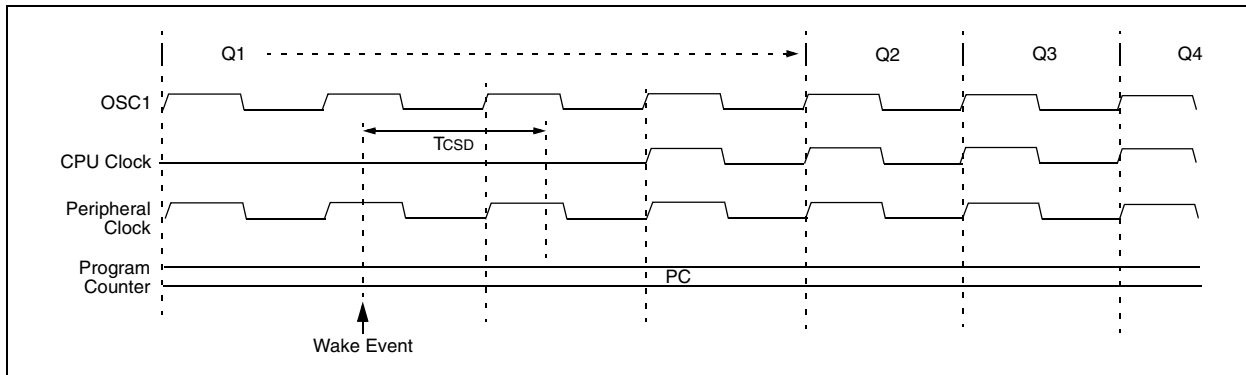 Q1
Q2
Q3
Q4
OSC1
TCSD
CPU Clock
Peripheral
Clock
Program
Counter
PC
Wake Event